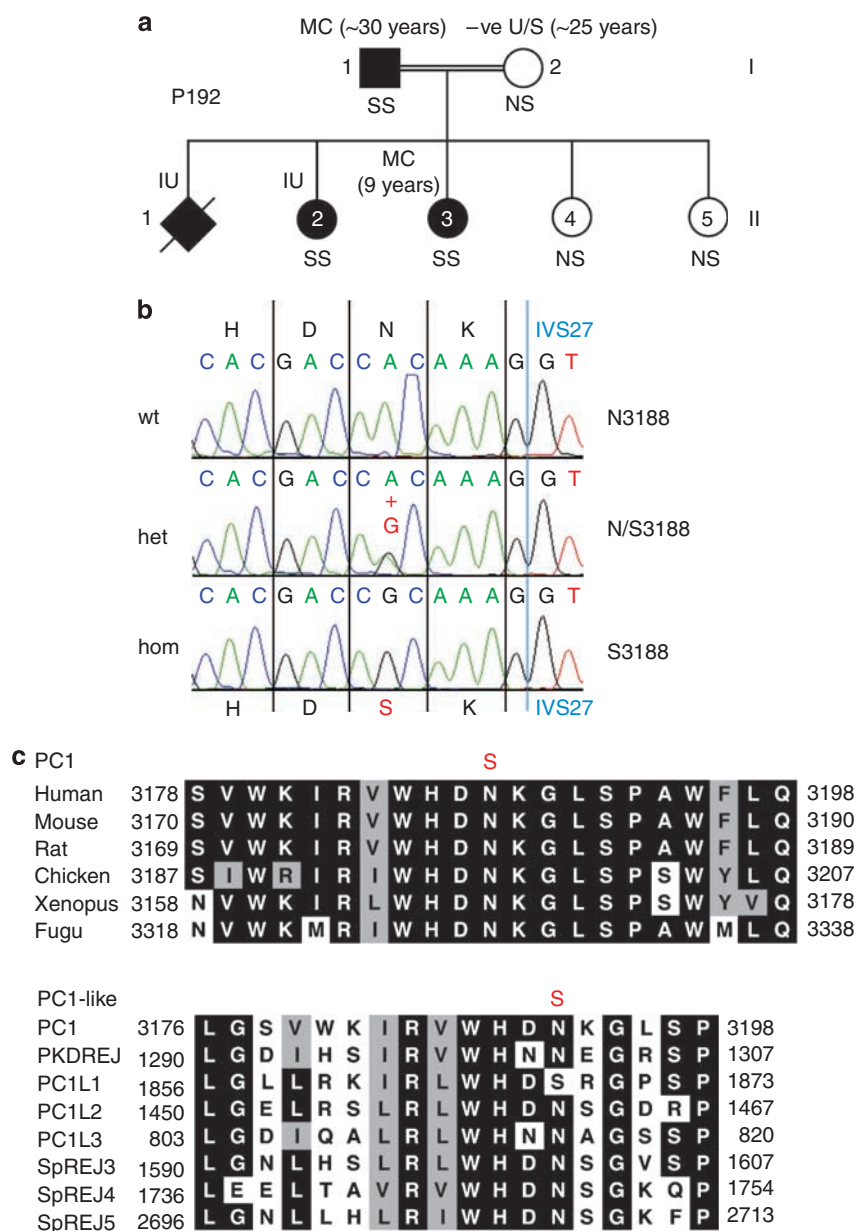 a
MC (~30 years) –ve U/S (~25 years)
1 2 I
SS NS
P192
MC
(9 years)
IU IU
1 2 3 4 5 II
SS SS NS NS
b
H D N K IVS27
C A C G A C C A C A A A G G T
wt N3188
C A C G A C C A C A A A G G T
+
G
het N/S3188
C A C G A C C G C A A A G G T
hom S3188
H D S K IVS27
c PC1 S
Human 3178 S V W K I R V W H D N K G L S P A W F L Q 3198
Mouse 3170 S V W K I R V W H D N K G L S P A W F L Q 3190
Rat 3169 S V W K I R V W H D N K G L S P A W F L Q 3189
Chicken 3187 S I W R I R I W H D N K G L S P S W Y L Q 3207
Xenopus 3158 N V W K I R L W H D N K G L S P S W Y V Q 3178
Fugu 3318 N V W K M R I W H D N K G L S P A W M L Q 3338
PC1-like S
PC1 3176 L G S V W K I R V W H D N K G L S P 3198
PKDREJ 1290 L G D I H S I R V W H N N E G R S P 1307
PC1L1 1856 L G L L R K I R L W H D S R G P S P 1873
PC1L2 1450 L G E L R S L R L W H D N S G D R P 1467
PC1L3 803 L G D I Q A L R L W H N N A G S S P 820
SpREJ3 1590 L G N L H S L R L W H D N S G V S P 1607
SpREJ4 1736 L E E L T A V R V W H D N S G K Q P 1754
SpREJ5 2696 L G N L L H L R I W H D N S G K F P 2713